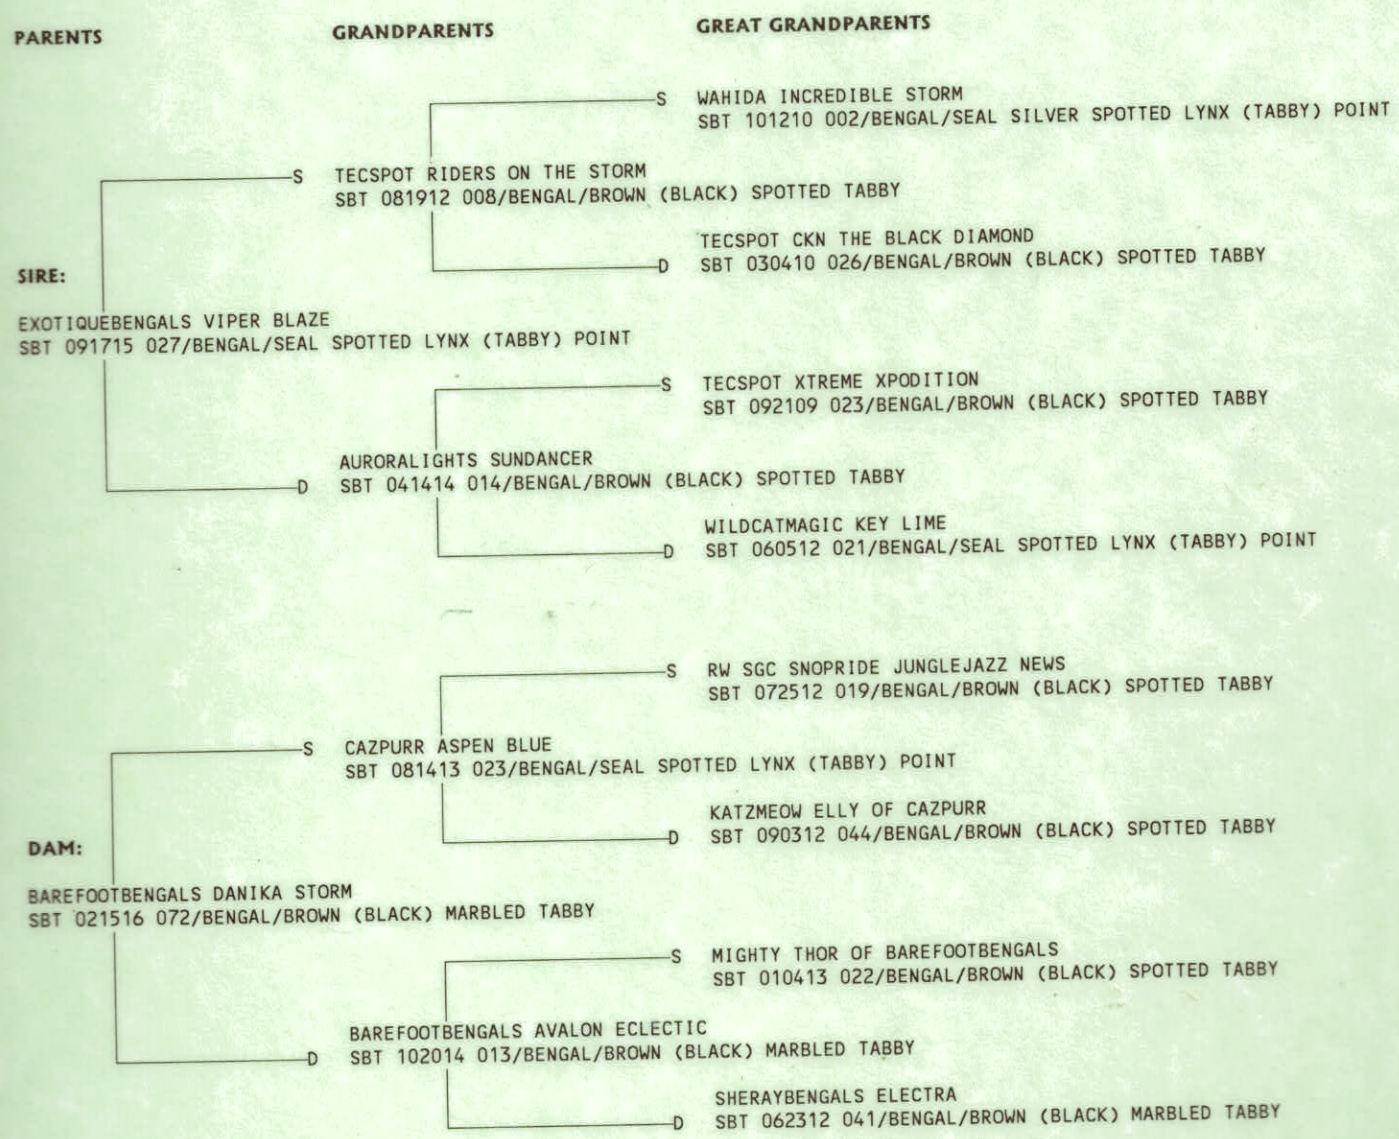 PARENTS
GRANDPARENTS
GREAT GRANDPARENTS
S WAHIDA INCREDIBLE STORM
SBT 101210 002/BENGAL/SEAL SILVER SPOTTED LYNX (TABBY) POINT
S TECSPOT RIDERS ON THE STORM
SBT 081912 008/BENGAL/BROWN (BLACK) SPOTTED TABBY
TECSPOT CKN THE BLACK DIAMOND
D SBT 030410 026/BENGAL/BROWN (BLACK) SPOTTED TABBY
SIRE:
EXOTIQUEBENGALS VIPER BLAZE
SBT 091715 027/BENGAL/SEAL SPOTTED LYNX (TABBY) POINT
S TECSPOT XTREME XPODITION
SBT 092109 023/BENGAL/BROWN (BLACK) SPOTTED TABBY
AURORALIGHTS SUNDANCER
D SBT 041414 014/BENGAL/BROWN (BLACK) SPOTTED TABBY
WILDCATMAGIC KEY LIME
D SBT 060512 021/BENGAL/SEAL SPOTTED LYNX (TABBY) POINT
S RW SGC SNOPRIDE JUNGLEJAZZ NEWS
SBT 072512 019/BENGAL/BROWN (BLACK) SPOTTED TABBY
S CAZPURR ASPEN BLUE
SBT 081413 023/BENGAL/SEAL SPOTTED LYNX (TABBY) POINT
KATZMEOW ELLY OF CAZPURR
D SBT 090312 044/BENGAL/BROWN (BLACK) SPOTTED TABBY
DAM:
BAREFOOTBENGALS DANIKA STORM
SBT 021516 072/BENGAL/BROWN (BLACK) MARBLED TABBY
S MIGHTY THOR OF BAREFOOTBENGALS
SBT 010413 022/BENGAL/BROWN (BLACK) SPOTTED TABBY
BAREFOOTBENGALS AVALON ECLECTIC
D SBT 102014 013/BENGAL/BROWN (BLACK) MARBLED TABBY
SHERAYBENGALS ELECTRA
D SBT 062312 041/BENGAL/BROWN (BLACK) MARBLED TABBY